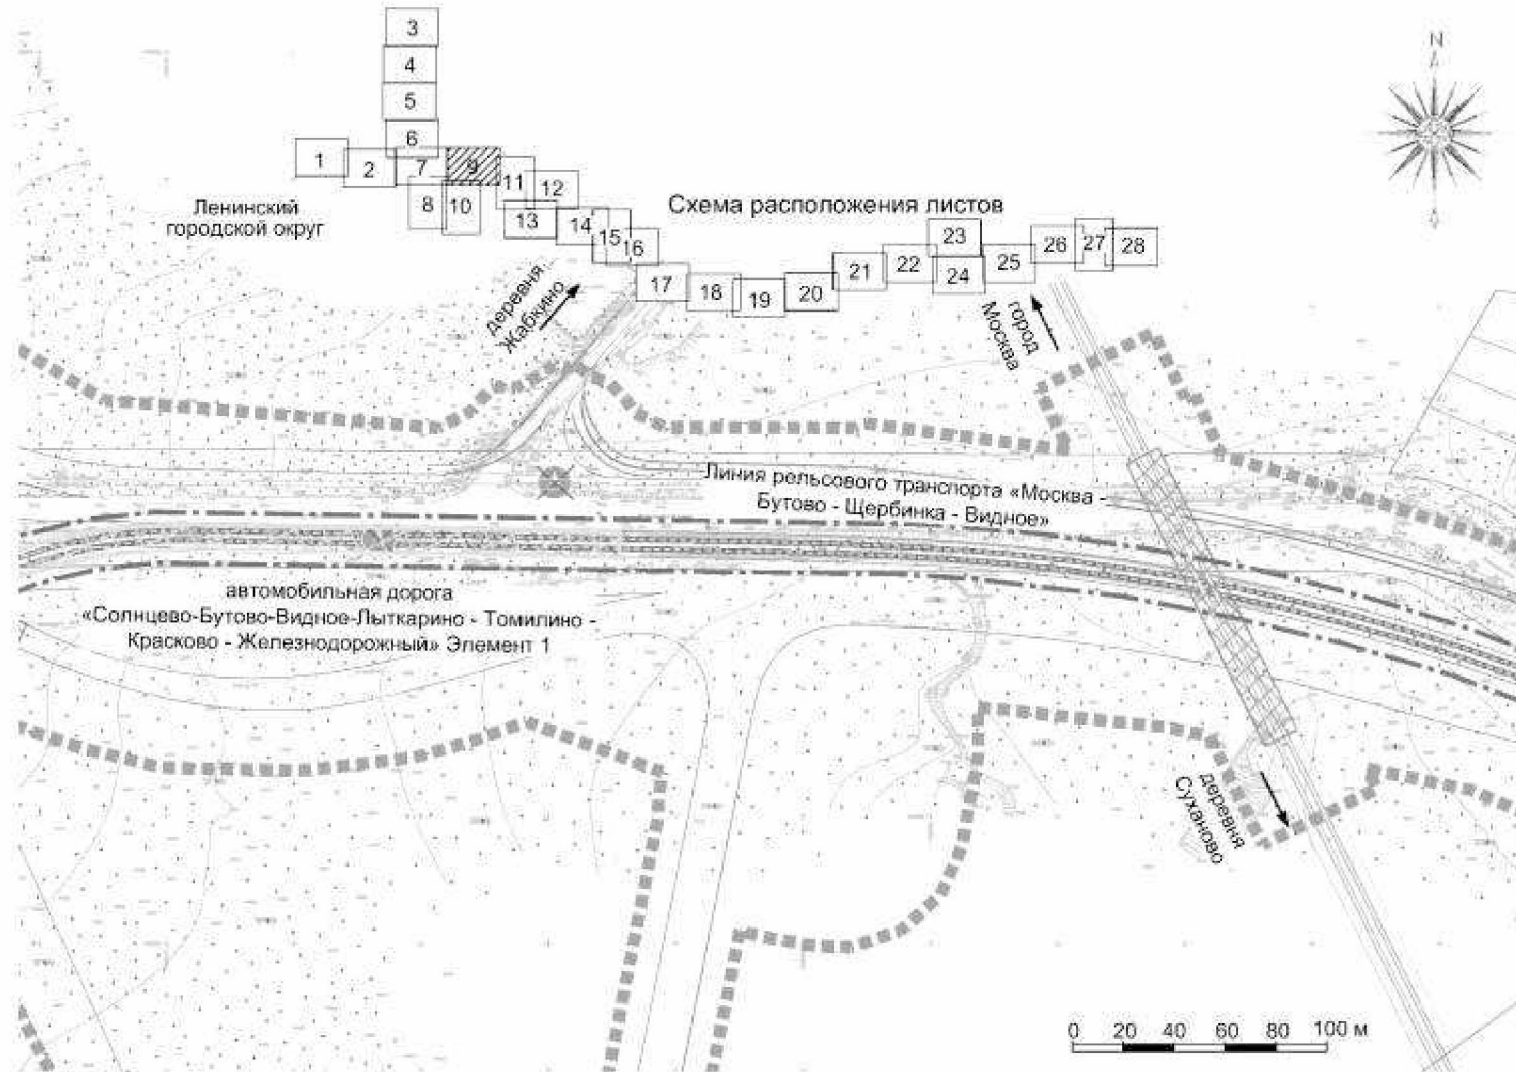 3
4
5
6
1
2
7
9
8
10
11
12
13
14
15
16
17
18
19
20
21
22
23
24
25
26
27
28
N
Схема расположения листов
Ленинский
городской округ
деревня
Жабкино
город
Москва
Линия рельсового транспорта «Москва -
Бутово - Щербинка - Видное»
автомобильная дорога
«Солнцево-Бутово-Видное-Лыткарино - Томилино -
Красково - Железнодорожный» Элемент 1
деревня
Суханово
0 20 40 60 80 100 м